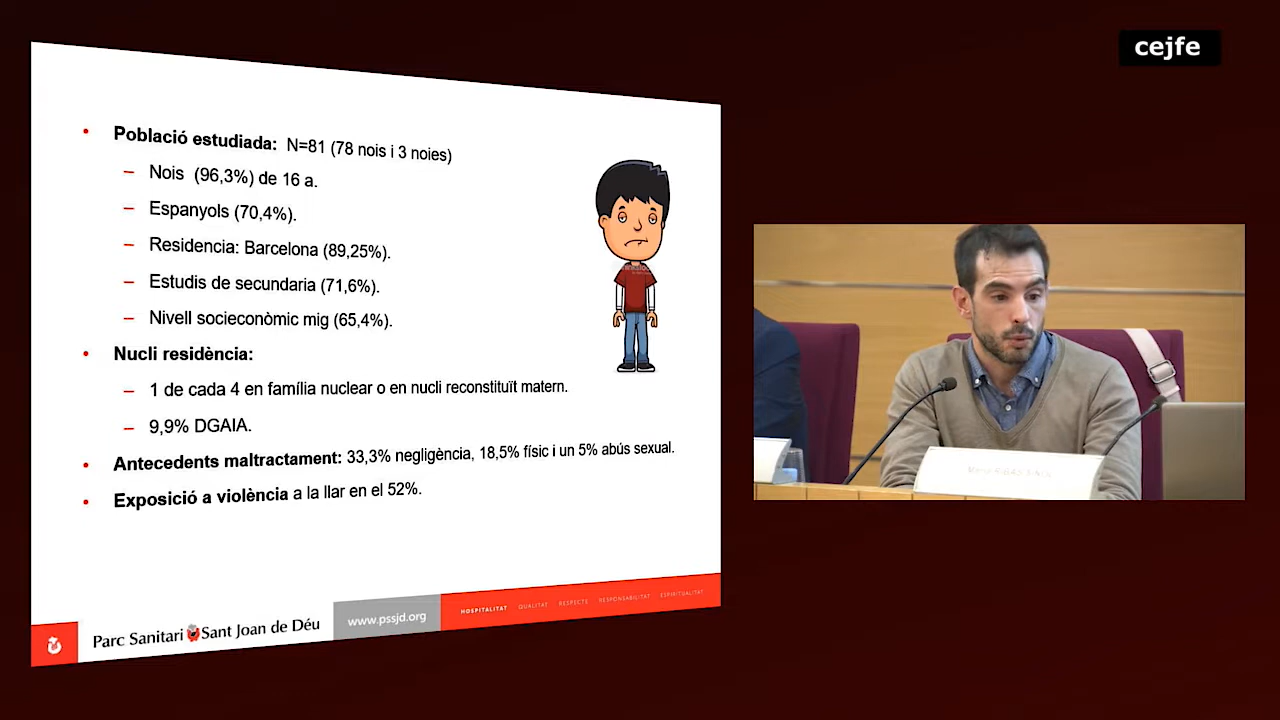 cejfe
• Població estudiada: N=81 (78 nois i 3 noies)
– Nois (96,3%) de 16 a.
– Espanyols (70,4%).
– Residencia: Barcelona (89,25%).
– Estudis de secundaria (71,6%).
– Nivell socieconòmic mig (65,4%).
• Nucli residència:
– 1 de cada 4 en família nuclear o en nucli reconstituït matern.
– 9,9% DGAIA.
• Antecedents maltractament: 33,3% negligència, 18,5% físic i un 5% abús sexual.
• Exposició a violència a la llar en el 52%.
Parc Sanitari Sant Joan de Déu
www.pssjd.org
HOSPITALITAT QUALITAT RESPECTE RESPONSABILITAT ESPIRITUALITAT